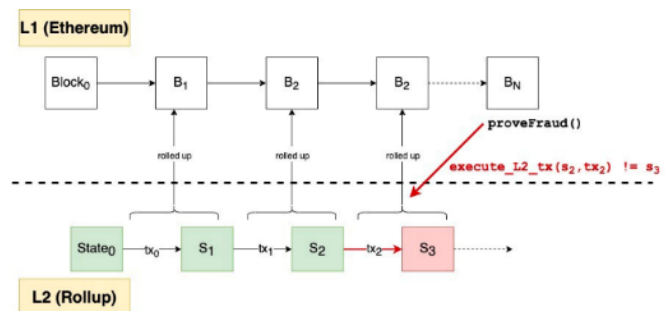 L1 (Ethereum)
Block₀
B₁
B₂
B₂
B_N
proveFraud()
rolled up
rolled up
rolled up
execute_L2_tx(s₂,tx₂) != s₃
State₀
tx₀
S₁
tx₁
S₂
tx₂
S₃
L2 (Rollup)